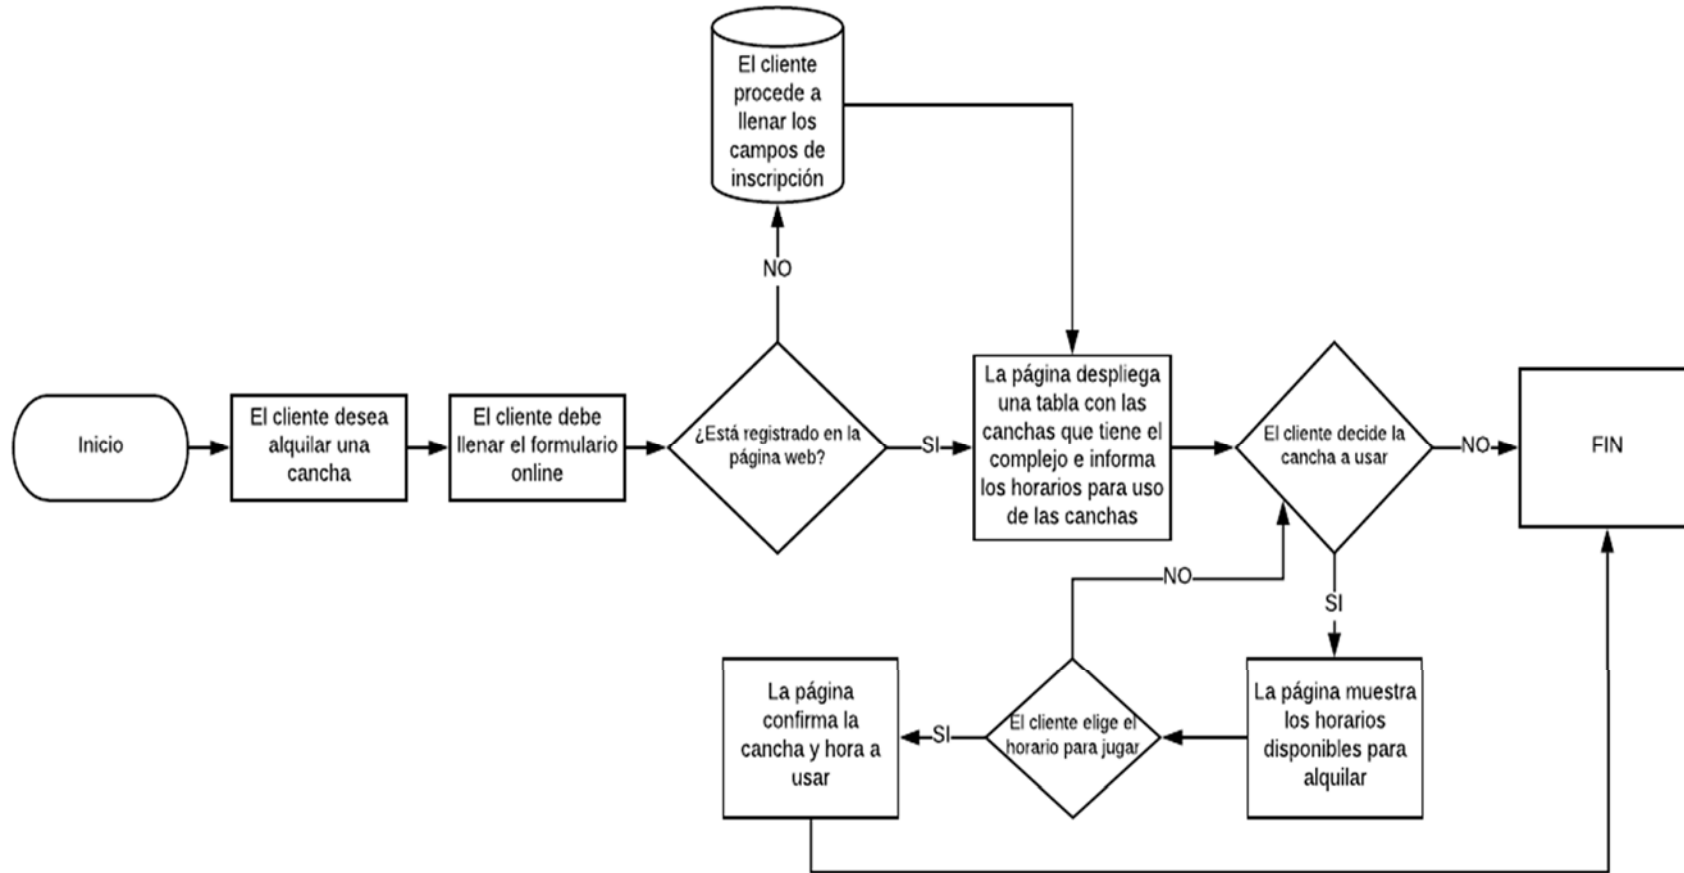 El cliente
procede a
llenar los
campos de
inscripción
NO
Inicio
El cliente desea
alquilar una
cancha
El cliente debe
llenar el formulario
online
¿Está registrado en la
página web?
SI
La página despliega
una tabla con las
canchas que tiene el
complejo e informa
los horarios para uso
de las canchas
El cliente decide la
cancha a usar
NO
FIN
NO
SI
La página
confirma la
cancha y hora a
usar
SI
El cliente elige el
horario para jugar
La página muestra
los horarios
disponibles para
alquilar